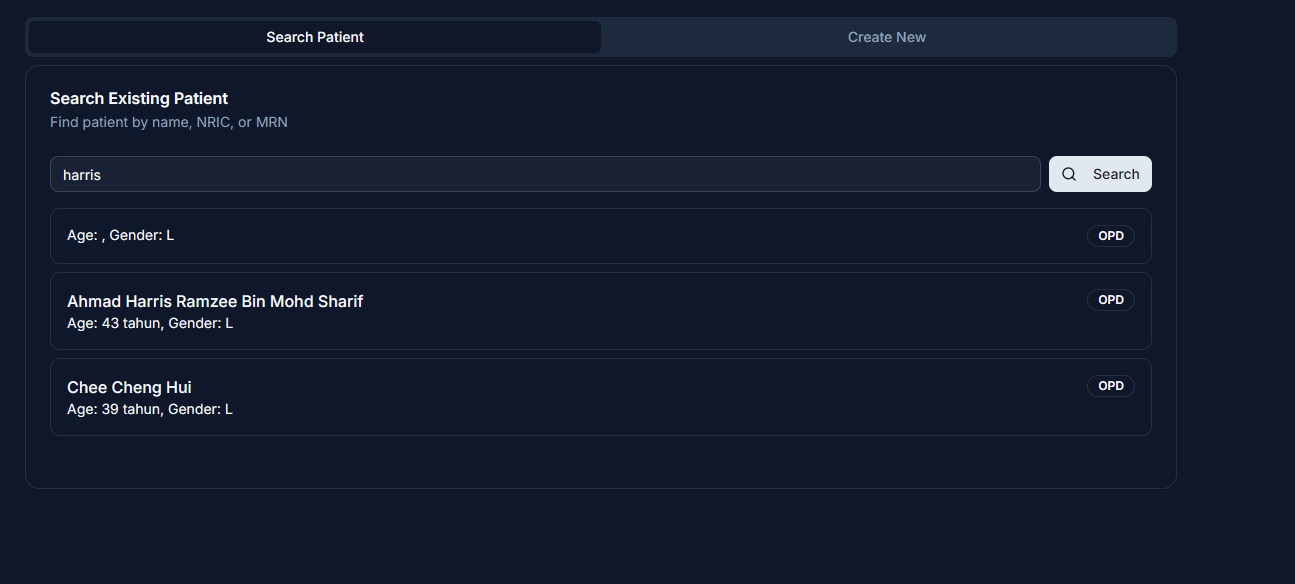 Search Patient
Create New
Search Existing Patient
Find patient by name, NRIC, or MRN
harris
Search
Age: , Gender: L
OPD
Ahmad Harris Ramzee Bin Mohd Sharif
OPD
Age: 43 tahun, Gender: L
Chee Cheng Hui
OPD
Age: 39 tahun, Gender: L